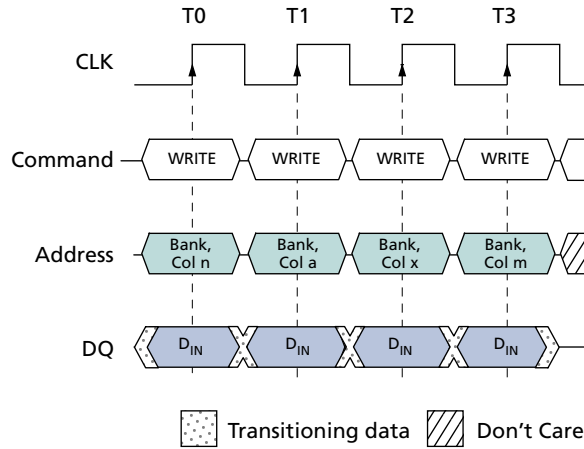 T0 T1 T2 T3
CLK
Command WRITE WRITE WRITE WRITE
Address Bank, Col n Bank, Col a Bank, Col x Bank, Col m
DQ DIN DIN DIN DIN
Transitioning data Don't Care